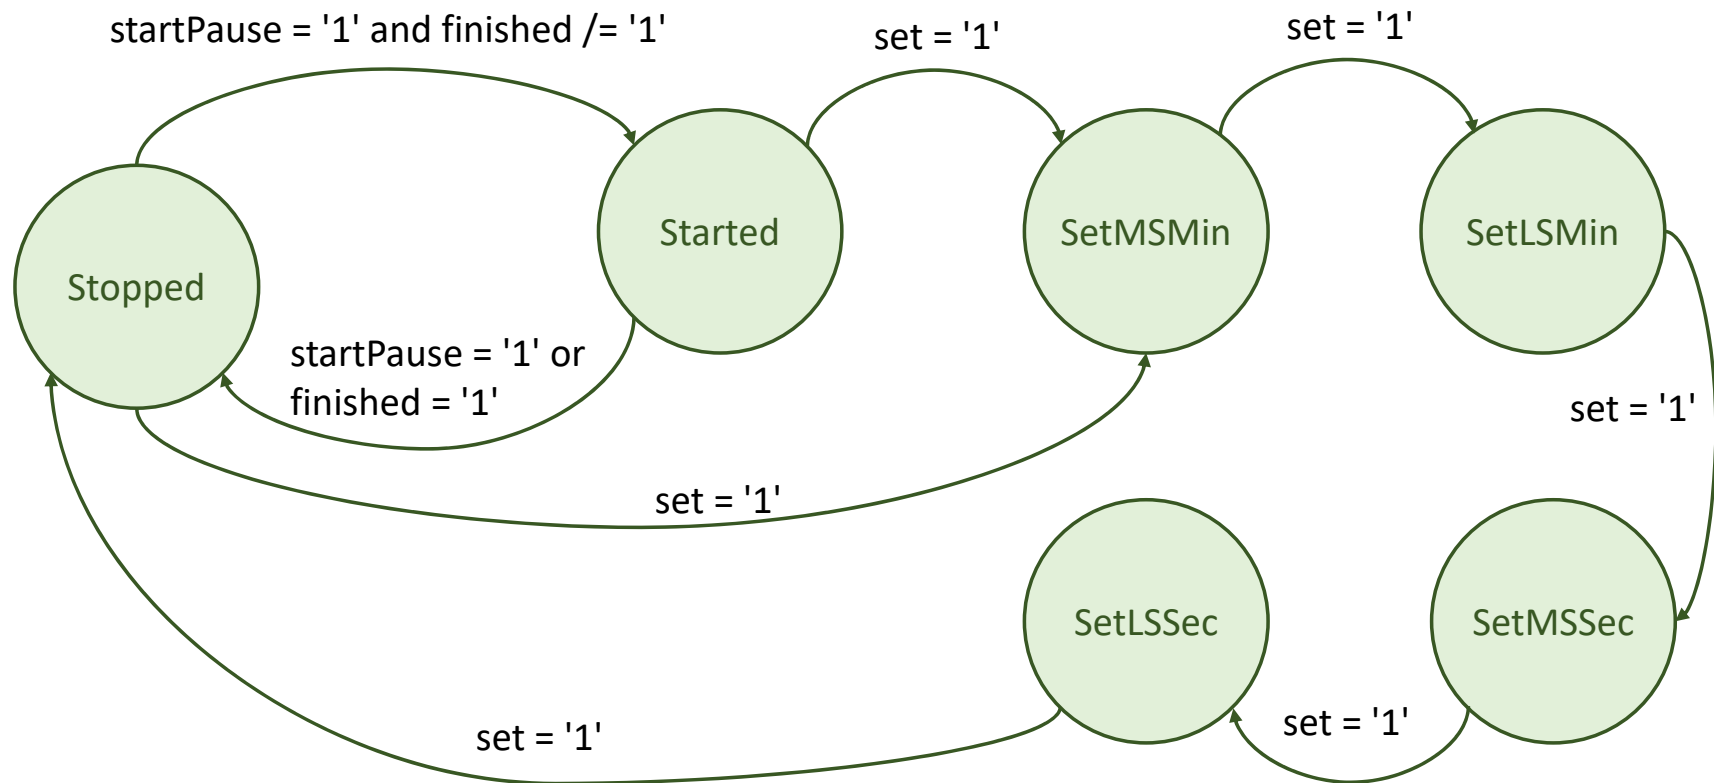 startPause = '1' and finished /= '1'
set = '1'
set = '1'
Stopped
Started
SetMSMin
SetLSMin
startPause = '1' or
finished = '1'
set = '1'
set = '1'
SetLSSec
SetMSSec
set = '1'
set = '1'